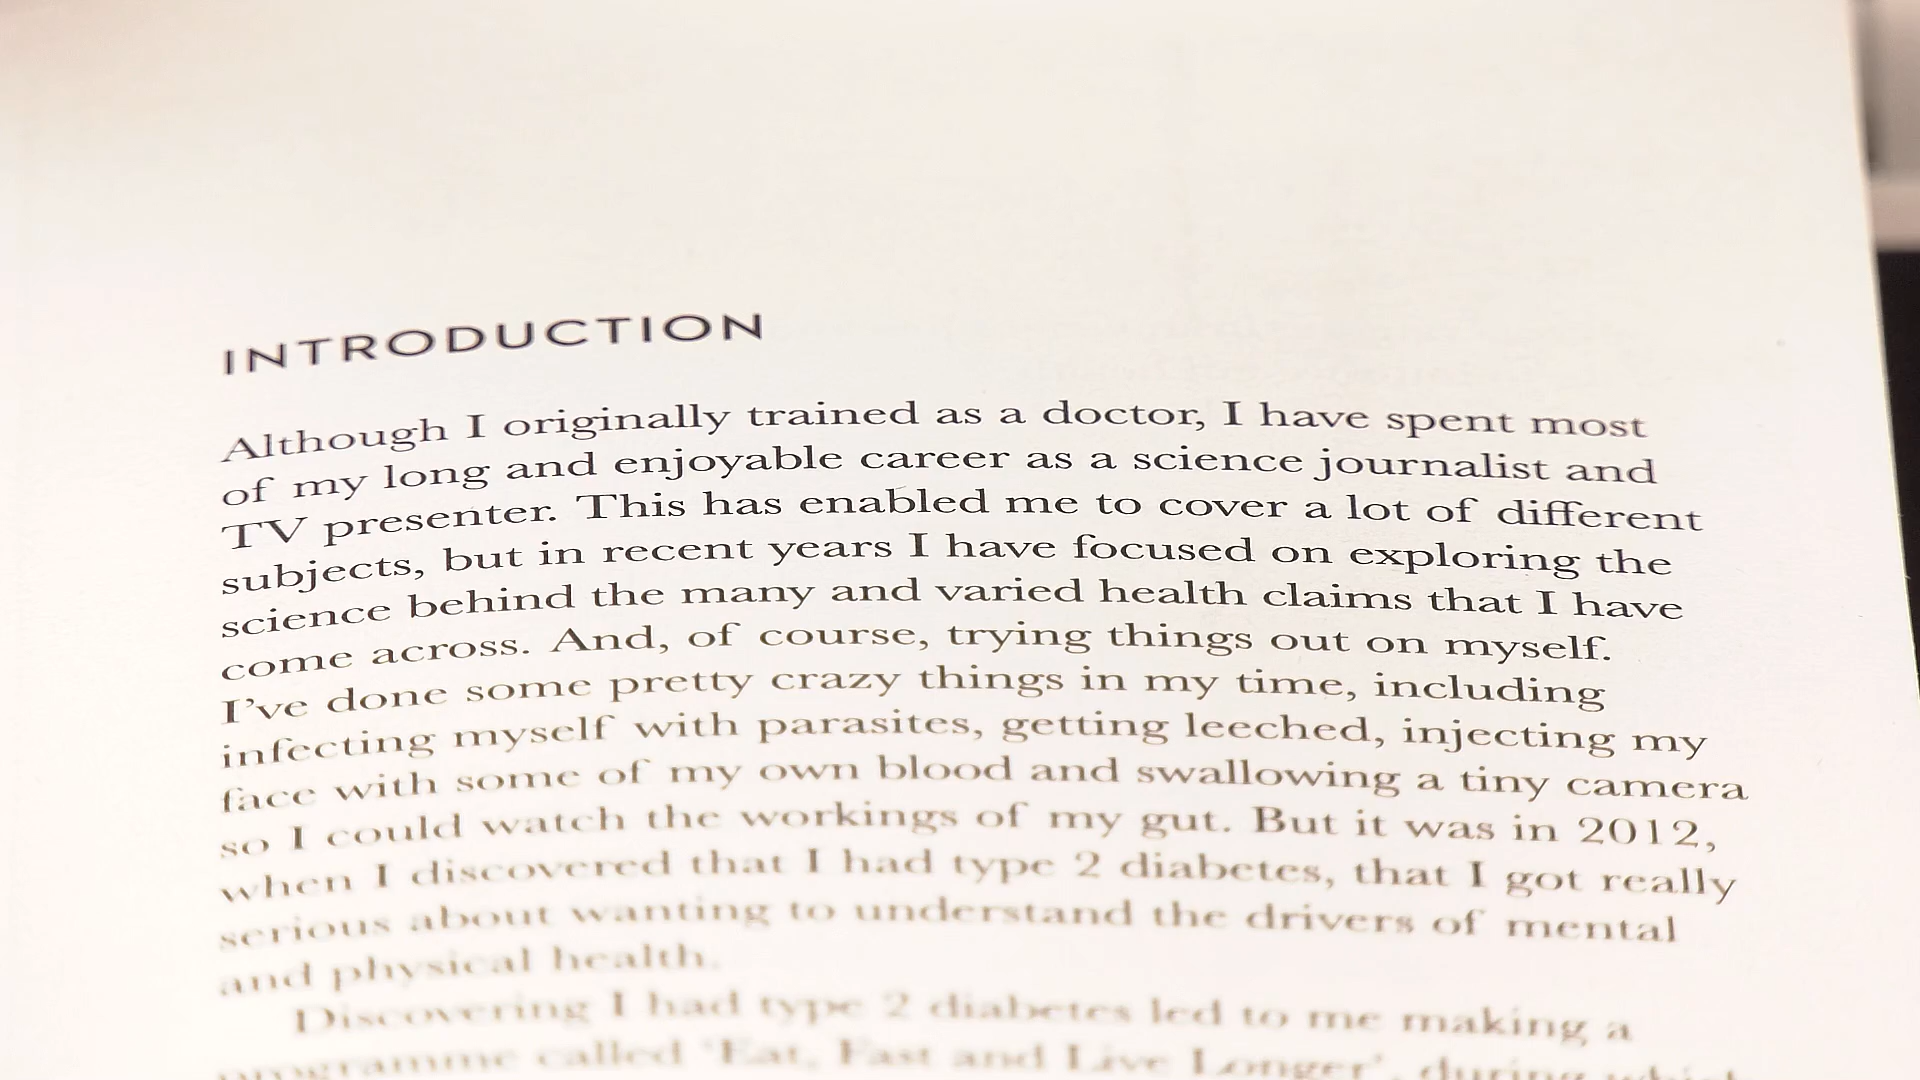 INTRODUCTION
Although I originally trained as a doctor, I have spent most
of my long and enjoyable career as a science journalist and
TV presenter. This has enabled me to cover a lot of different
subjects, but in recent years I have focused on exploring the
science behind the many and varied health claims that I have
come across. And, of course, trying things out on myself.
I’ve done some pretty crazy things in my time, including
infecting myself with parasites, getting leeched, injecting my
face with some of my own blood and swallowing a tiny camera
so I could watch the workings of my gut. But it was in 2012,
when I discovered that I had type 2 diabetes, that I got really
serious about wanting to understand the drivers of mental
and physical health.
Discovering I had type 2 diabetes led to me making a
programme called ‘Eat, Fast and Live Longer’, during which